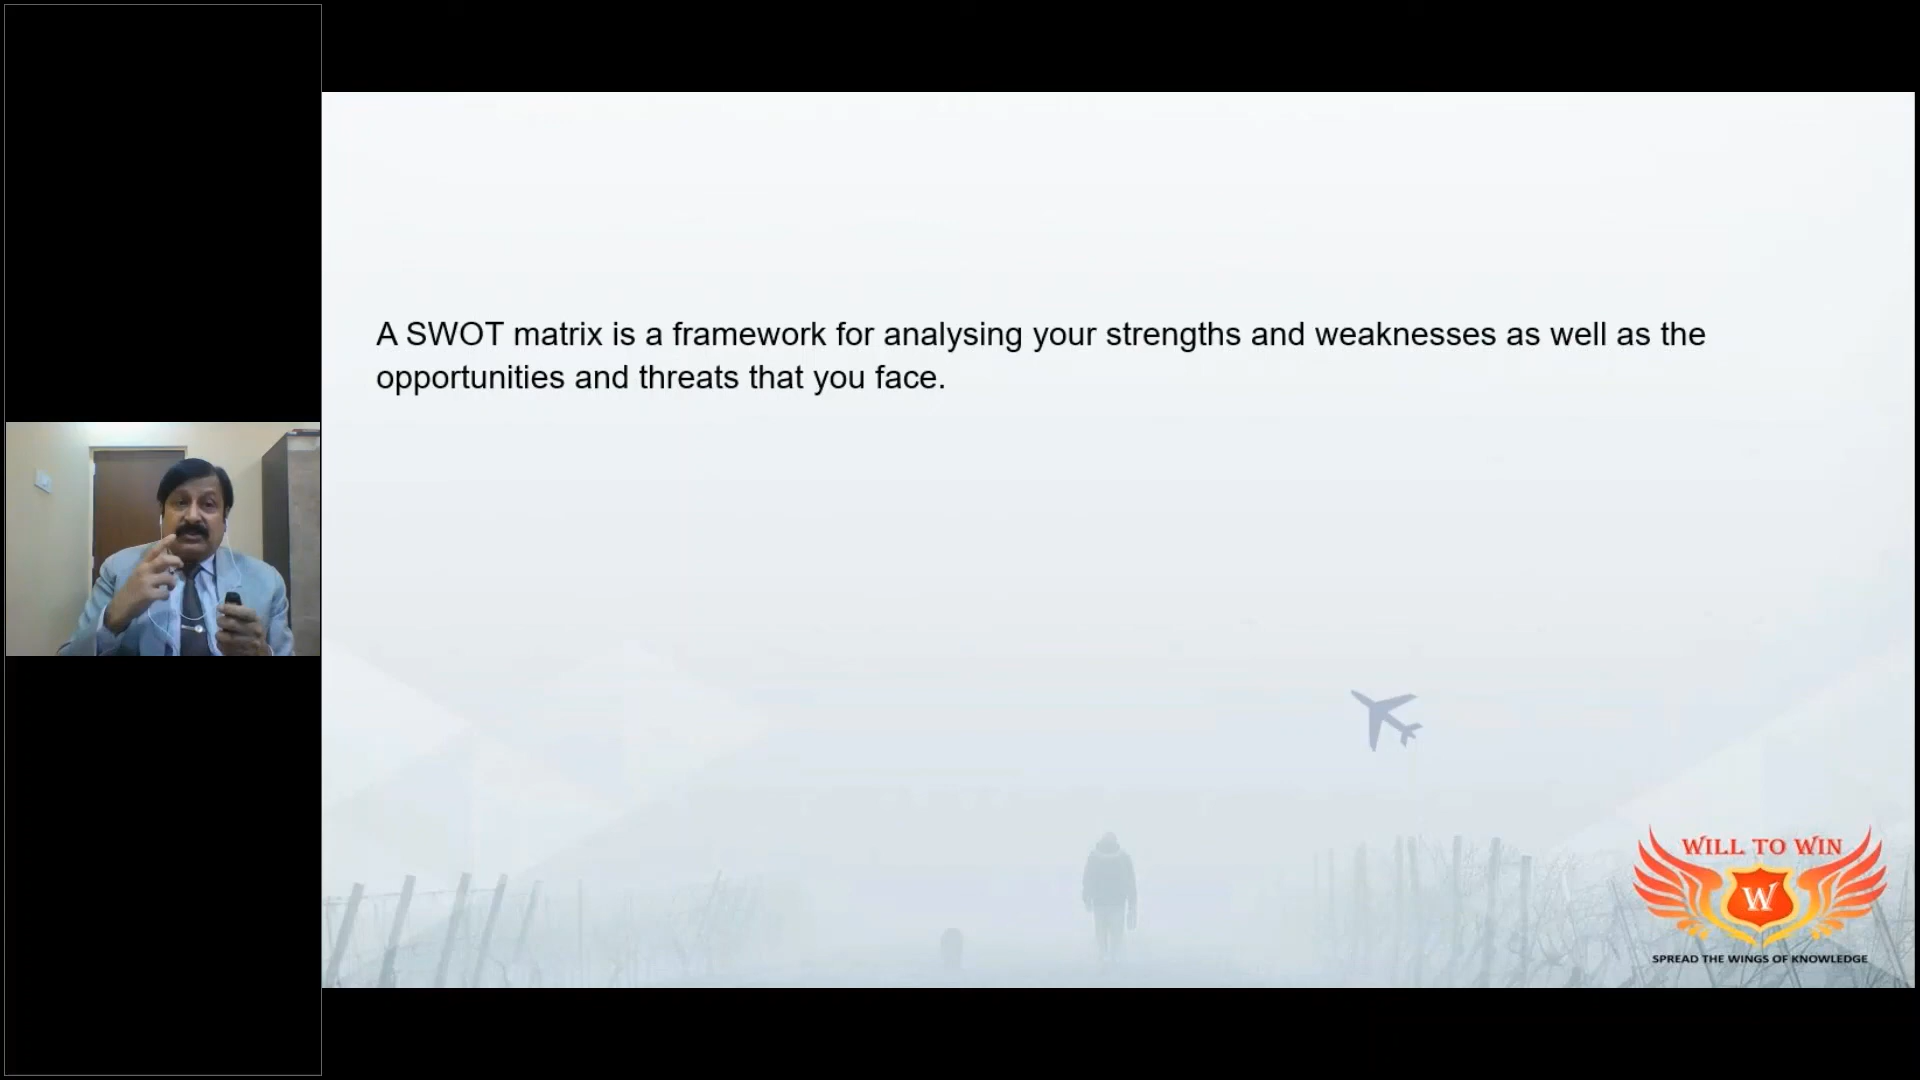 A SWOT matrix is a framework for analysing your strengths and weaknesses as well as the
opportunities and threats that you face.
WILL TO WIN
W
SPREAD THE WINGS OF KNOWLEDGE